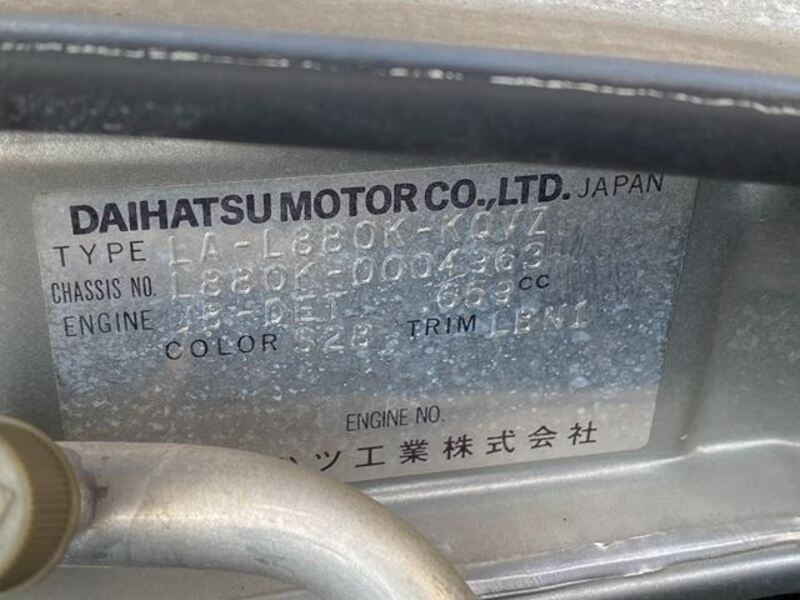 DAIHATSU MOTOR CO.,LTD. JAPAN
TYPE LA-L880K-KQVZ
CHASSIS NO. L880K-0004363
ENGINE JB-DET 659 CC
COLOR S28 TRIM LBN1
ENGINE NO.
ハツ工業株式会社